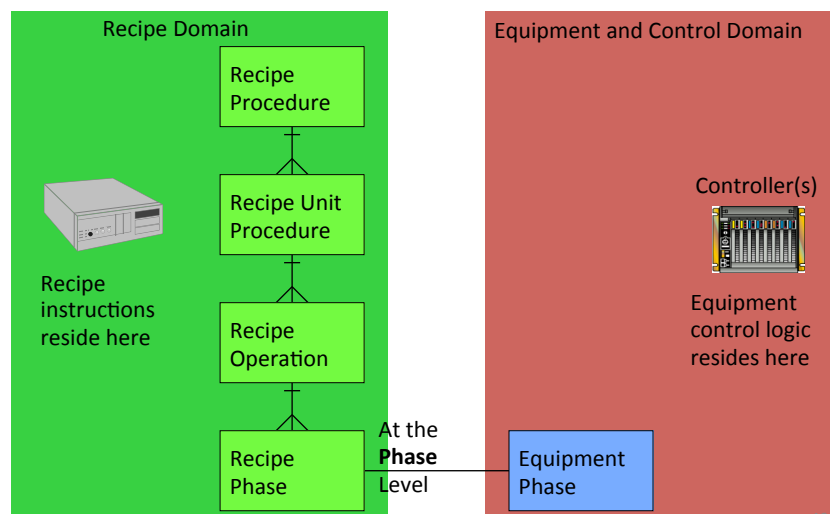 Recipe Domain
Equipment and Control Domain
Recipe
Procedure
Recipe Unit
Procedure
Controller(s)
Recipe
instructions
reside here
Equipment
control logic
resides here
Recipe
Operation
Recipe
Phase
At the
Phase
Level
Equipment
Phase